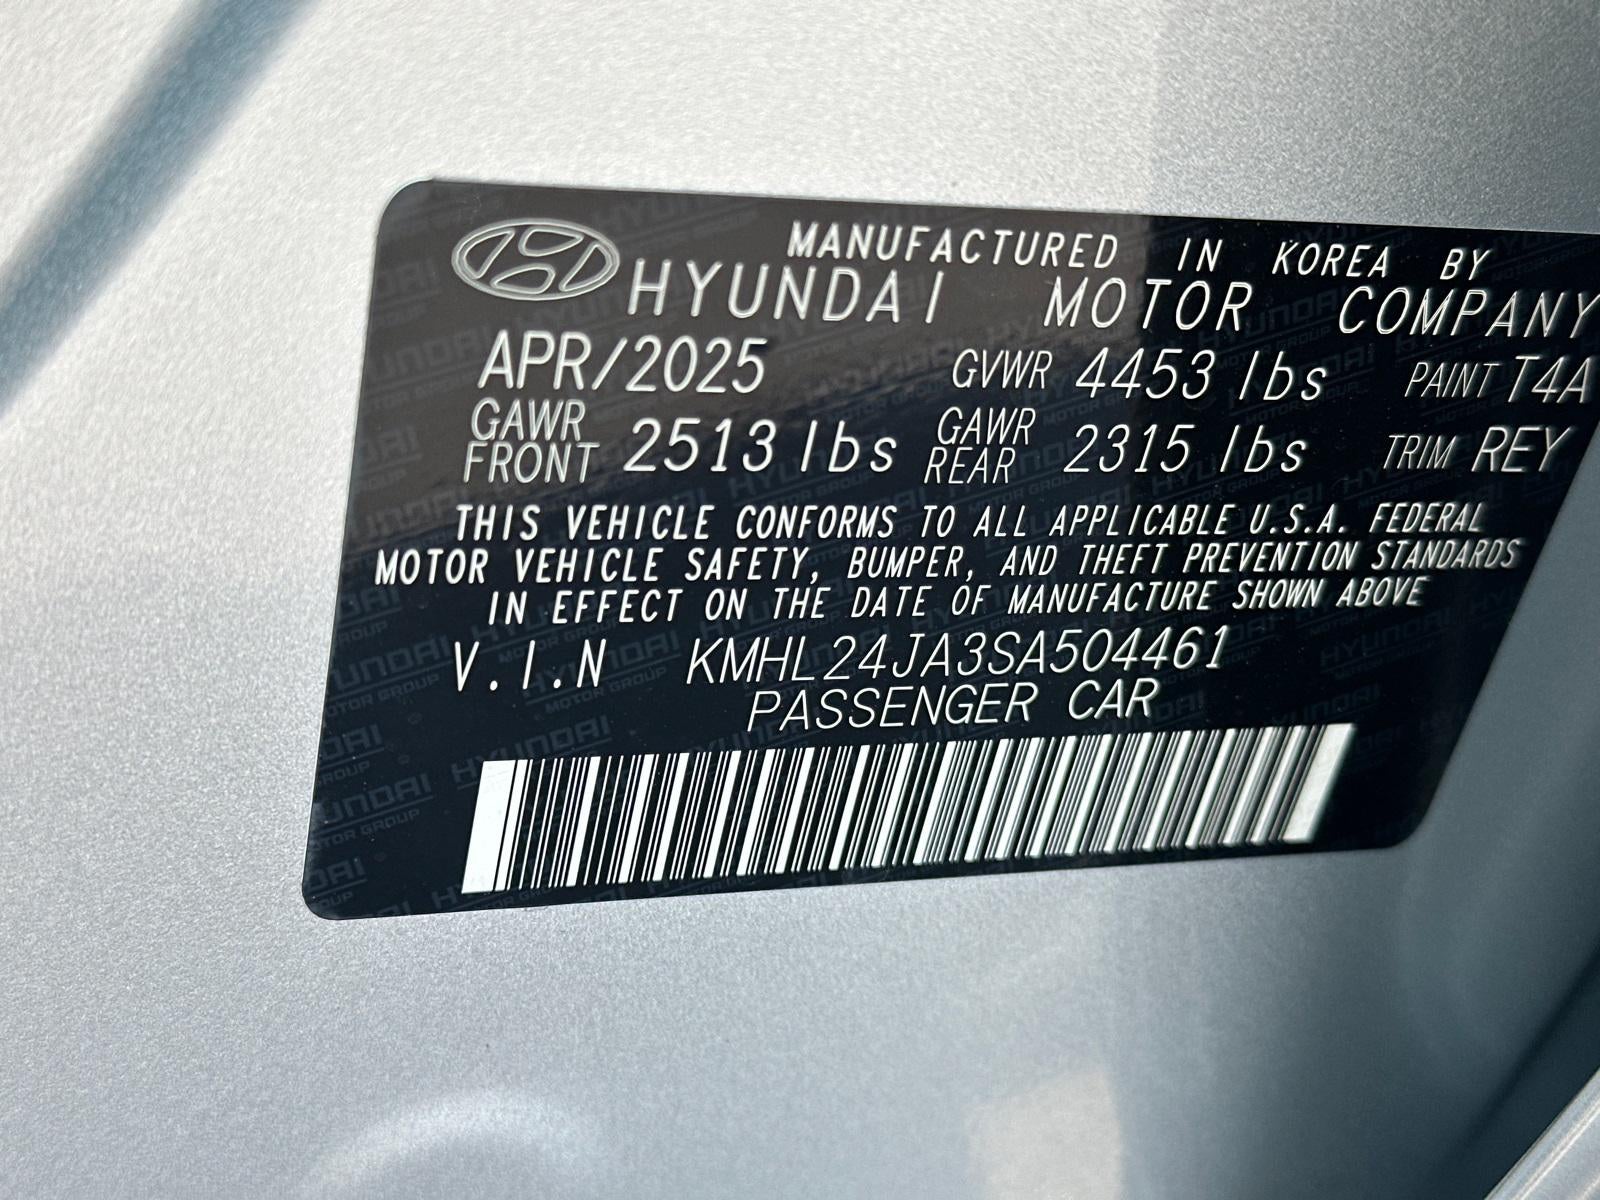 MANUFACTURED IN KOREA BY
HYUNDAI MOTOR COMPANY
APR/2025 GVWR 4453 lbs PAINT T4A
GAWR FRONT 2513 lbs GAWR REAR 2315 lbs TRIM REY
THIS VEHICLE CONFORMS TO ALL APPLICABLE U.S.A. FEDERAL
MOTOR VEHICLE SAFETY, BUMPER, AND THEFT PREVENTION STANDARDS
IN EFFECT ON THE DATE OF MANUFACTURE SHOWN ABOVE
V.I.N KMHL24JA3SA504461
PASSENGER CAR